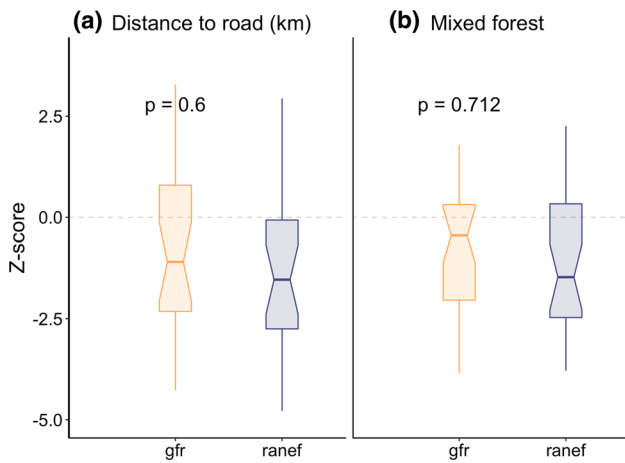 (a) Distance to road (km)
(b) Mixed forest
Z-score
2.5
0.0
-2.5
-5.0
p = 0.6
p = 0.712
gfr
ranef
gfr
ranef